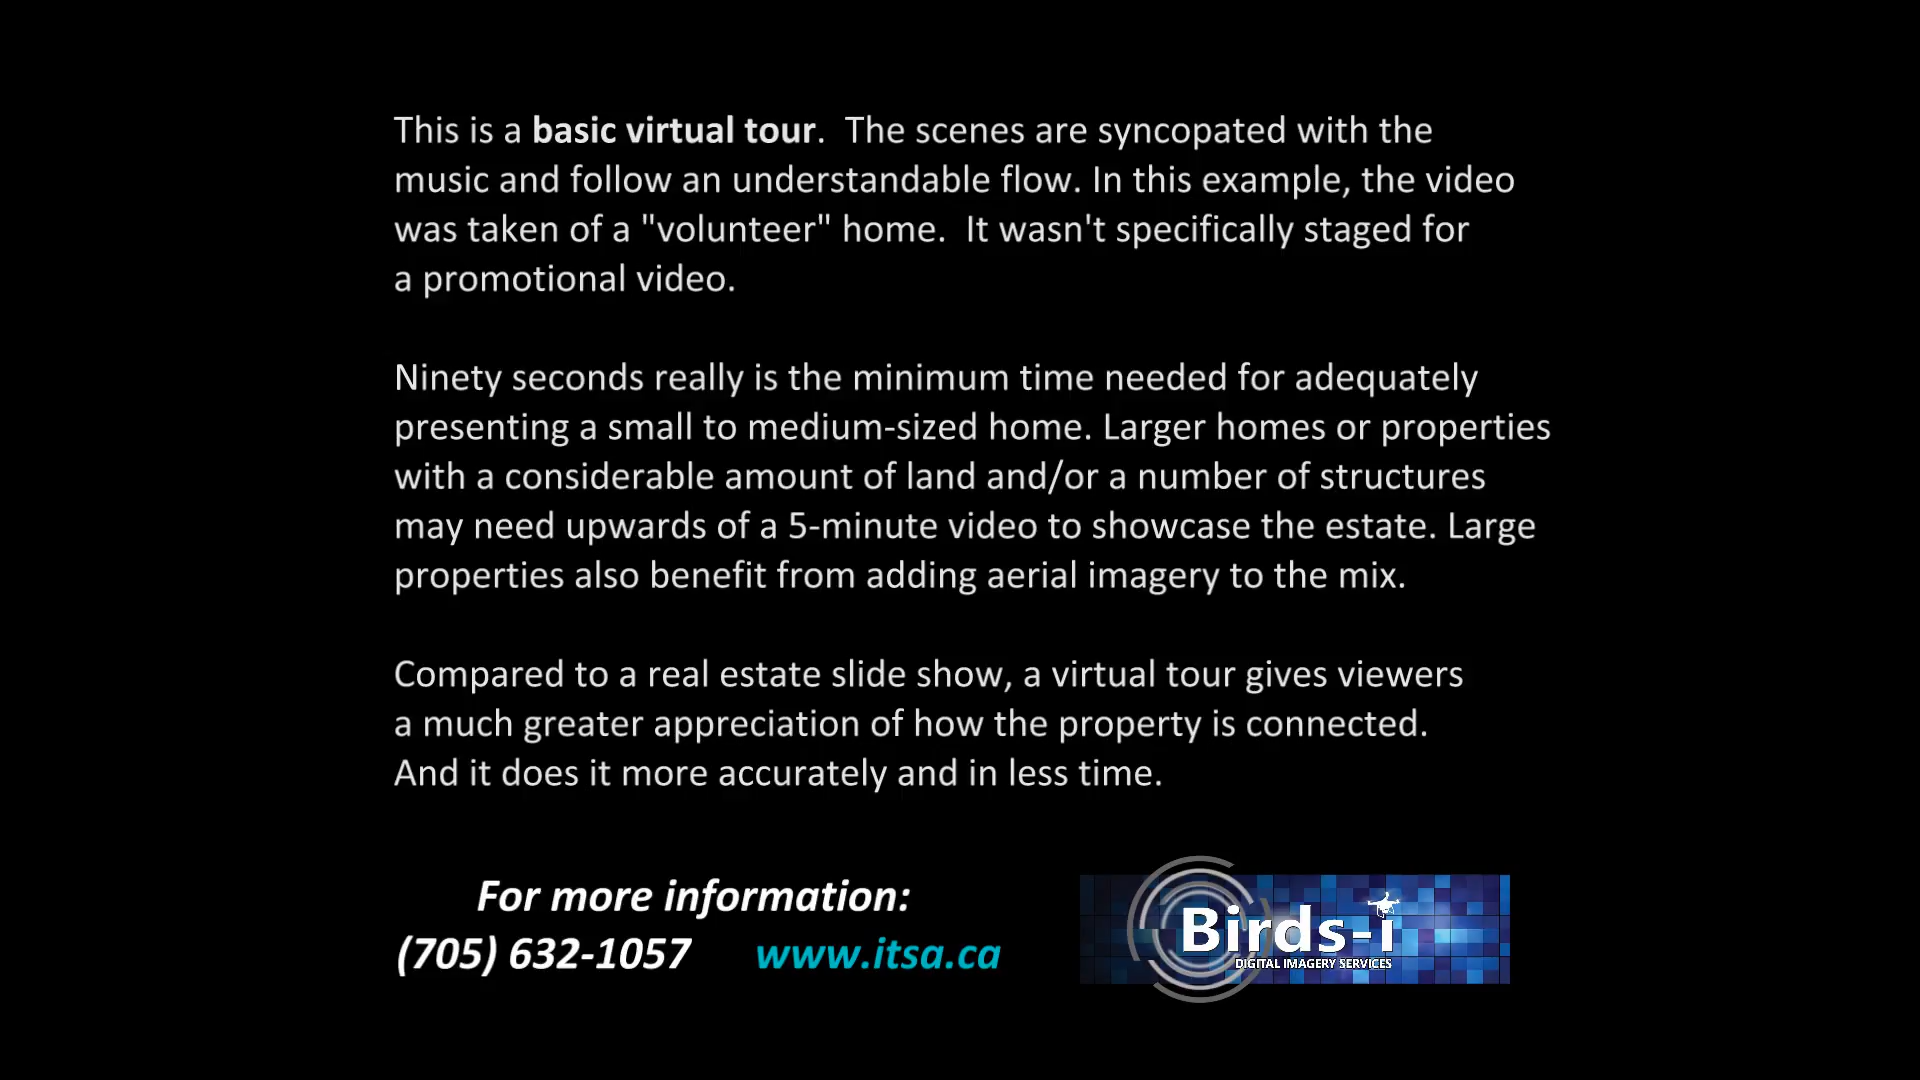 This is a basic virtual tour.  The scenes are syncopated with the
music and follow an understandable flow. In this example, the video
was taken of a "volunteer" home.  It wasn't specifically staged for
a promotional video.
Ninety seconds really is the minimum time needed for adequately
presenting a small to medium-sized home. Larger homes or properties
with a considerable amount of land and/or a number of structures
may need upwards of a 5-minute video to showcase the estate. Large
properties also benefit from adding aerial imagery to the mix.
Compared to a real estate slide show, a virtual tour gives viewers
a much greater appreciation of how the property is connected.
And it does it more accurately and in less time.
For more information:
(705) 632-1057 www.itsa.ca
Birds-i
DIGITAL IMAGERY SERVICES